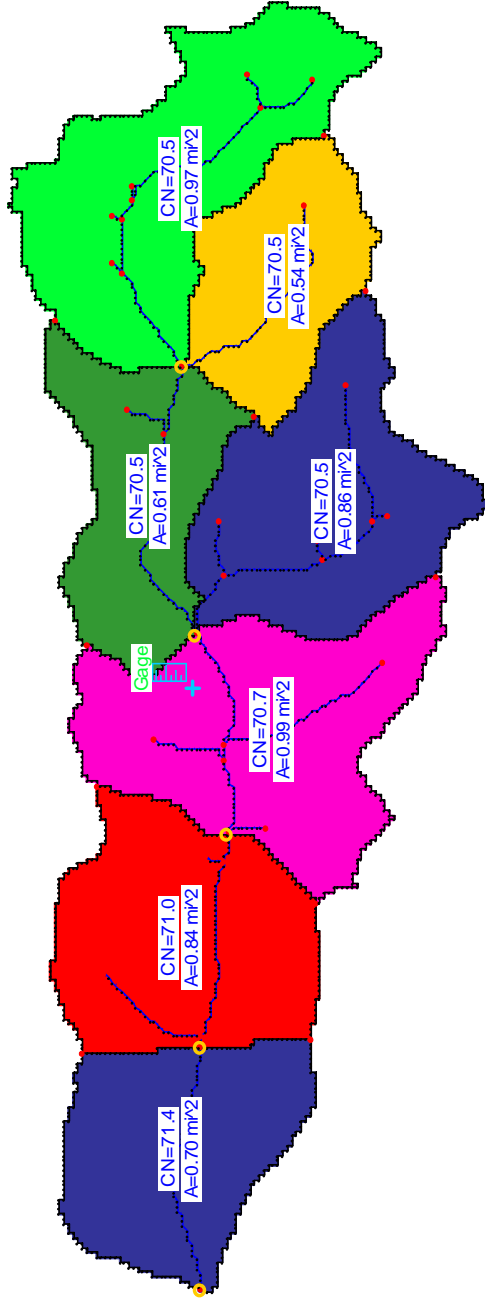 CN=70.5
A=0.97 mi^2
CN=70.5
A=0.54 mi^2
CN=70.5
A=0.61 mi^2
CN=70.5
A=0.86 mi^2
Gage
CN=70.7
A=0.99 mi^2
CN=71.0
A=0.84 mi^2
CN=71.4
A=0.70 mi^2